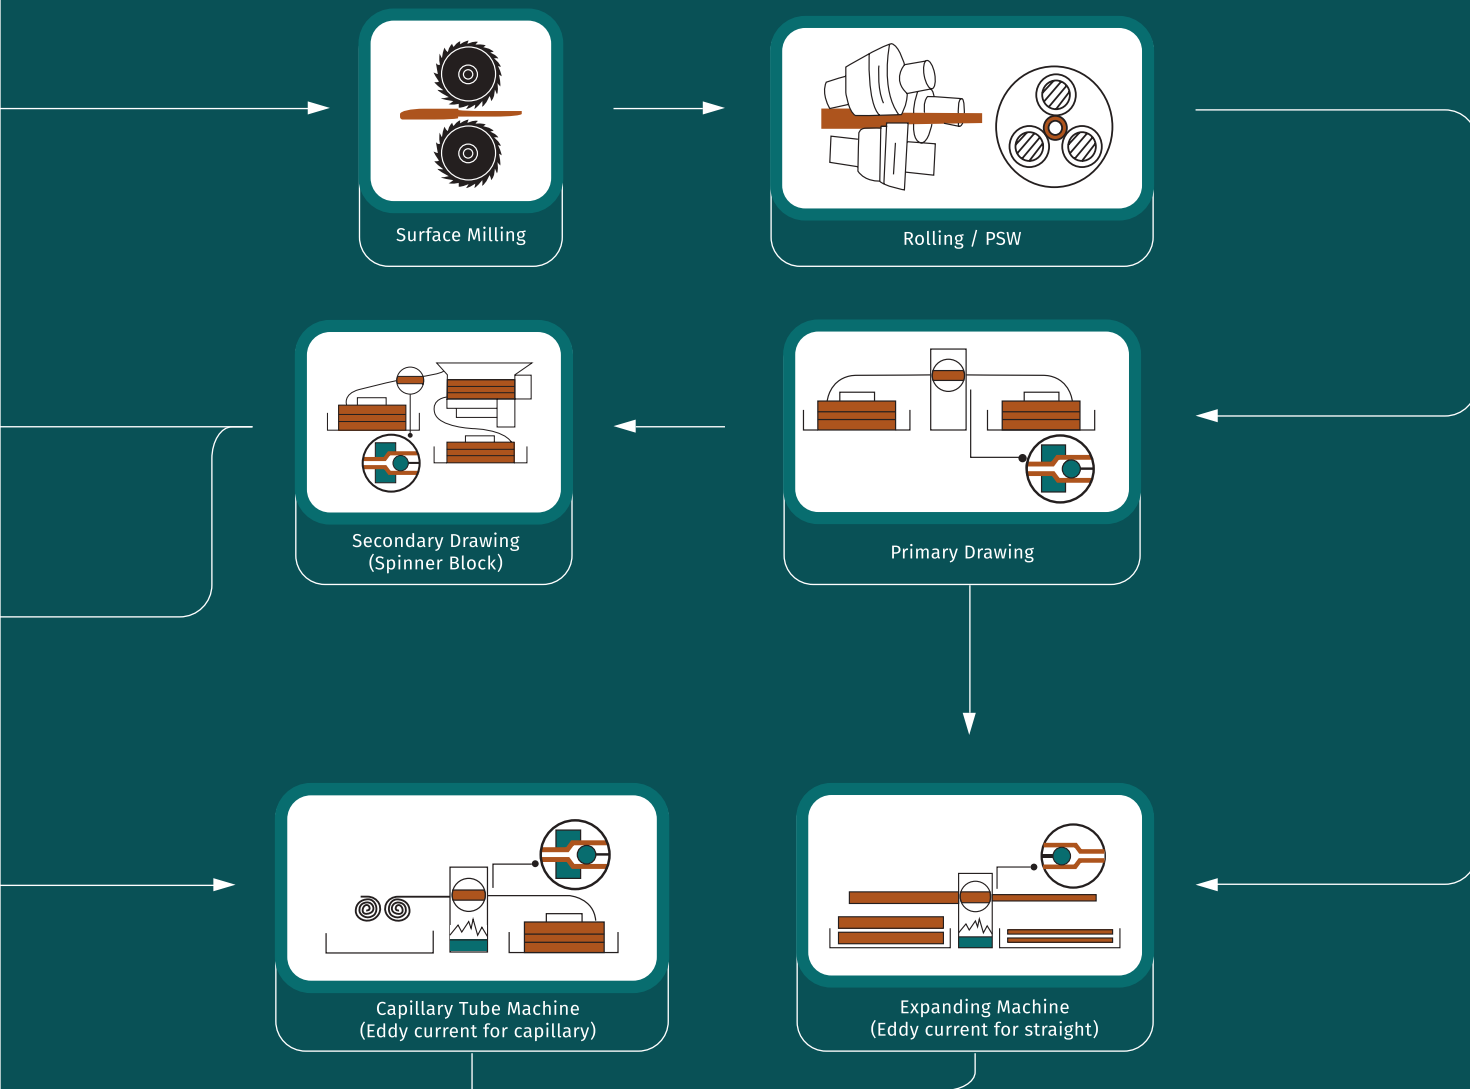 Surface Milling
Rolling / PSW
Secondary Drawing
(Spinner Block)
Primary Drawing
Capillary Tube Machine
(Eddy current for capillary)
Expanding Machine
(Eddy current for straight)